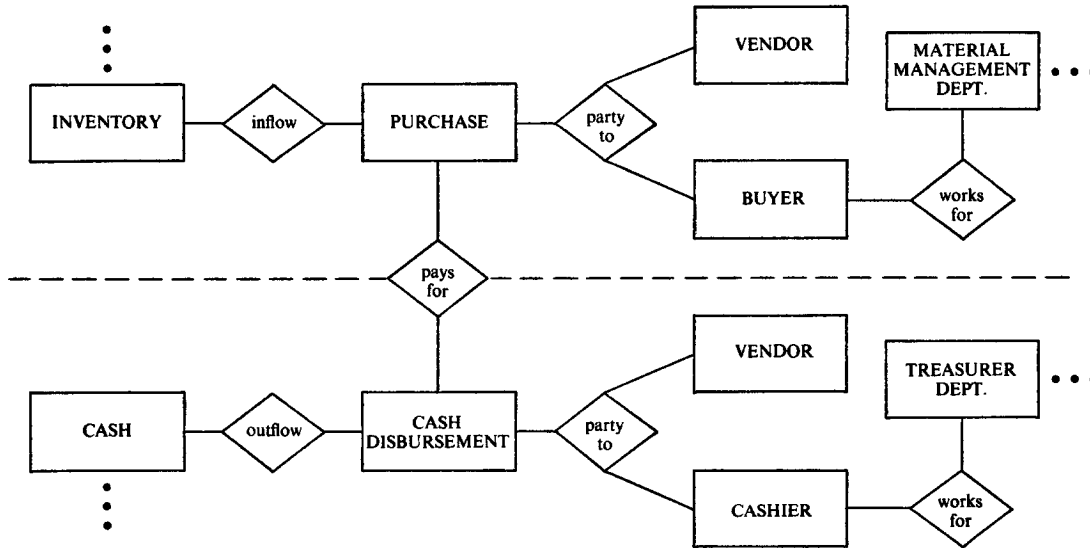 VENDOR
MATERIAL
MANAGEMENT
DEPT.
INVENTORY
inflow
PURCHASE
party
to
BUYER
works
for
pays
for
VENDOR
TREASURER
DEPT.
CASH
outflow
CASH
DISBURSEMENT
party
to
CASHIER
works
for